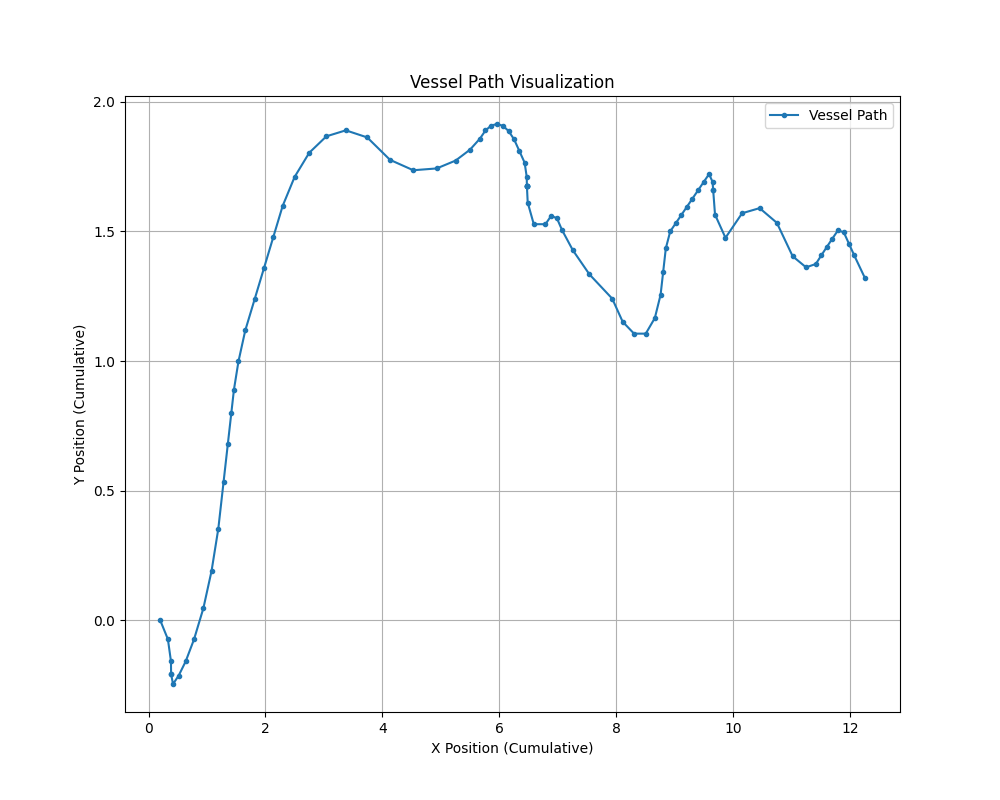 Vessel Path Visualization
Vessel Path
2.0
1.5
1.0
0.5
0.0
Y Position (Cumulative)
0 2 4 6 8 10 12
X Position (Cumulative)